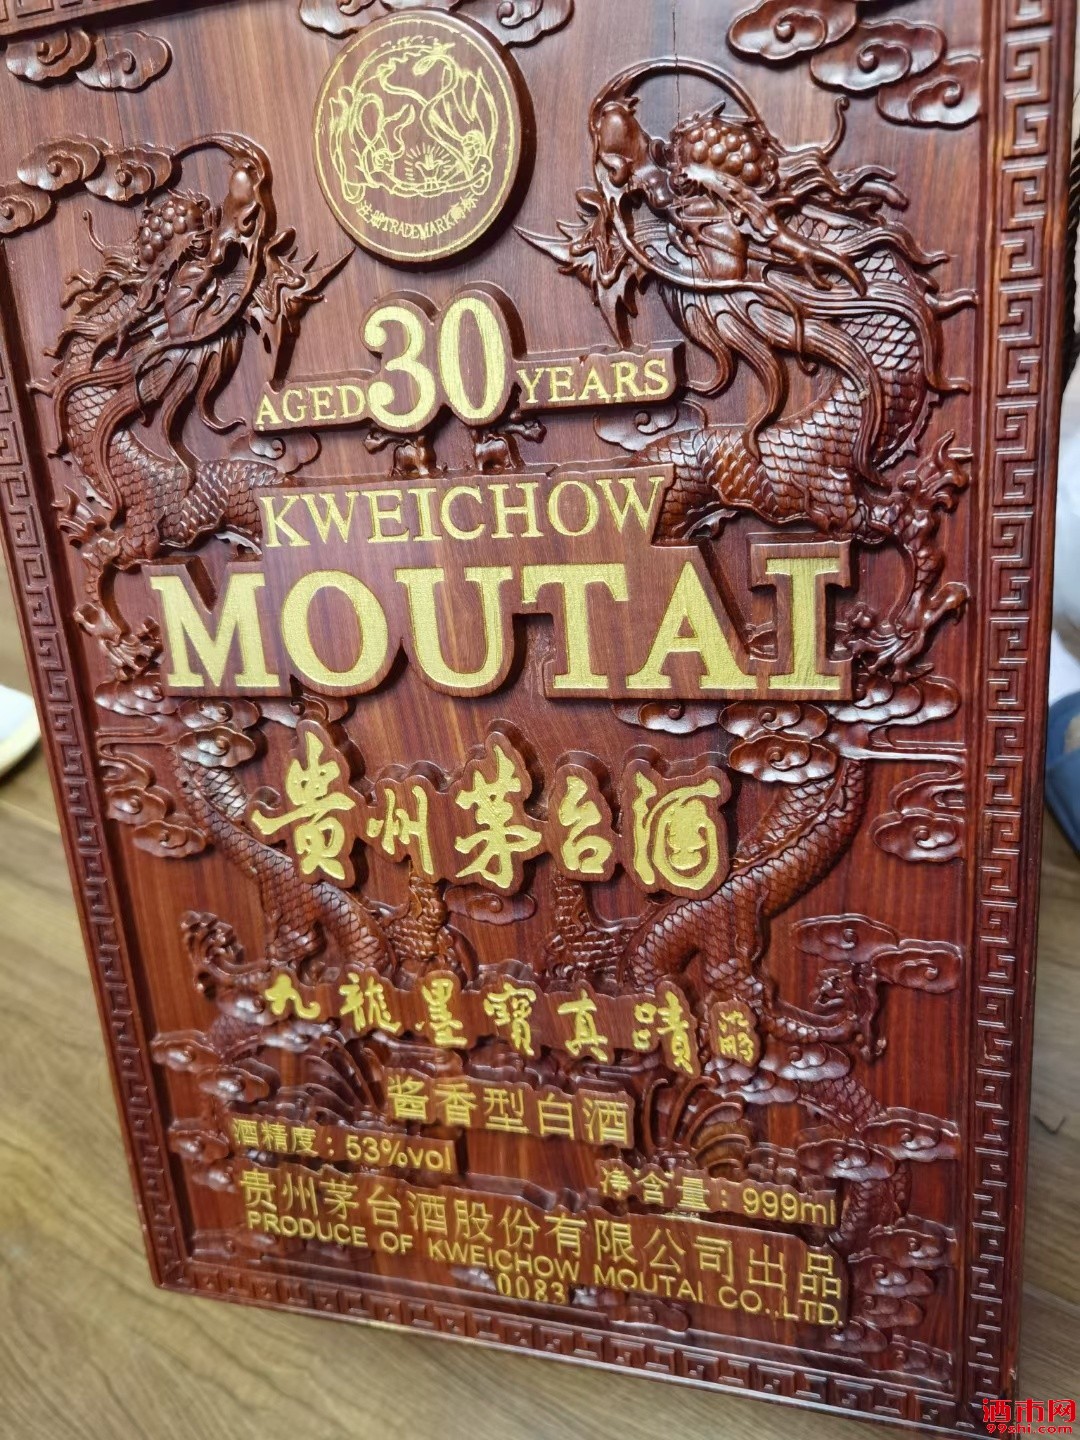 注册TRADEMARK商标
AGED 30 YEARS
KWEICHOW
MOUTAI
贵州茅台酒
九龍墨寶真蹟
酱香型白酒
酒精度：53%vol
净含量：999ml
贵州茅台酒股份有限公司出品
PRODUCE OF KWEICHOW MOUTAI CO.,LTD.
0083
酒市网
99shi.com